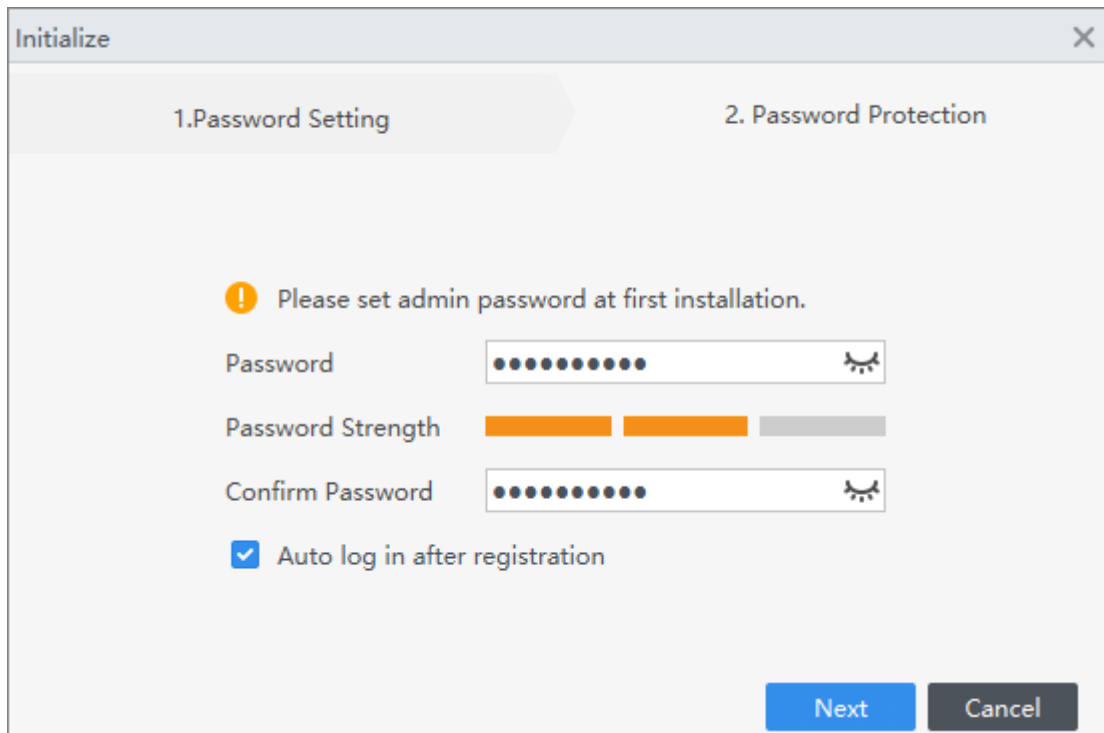 Initialize
1.Password Setting
2. Password Protection
Please set admin password at first installation.
Password ●●●●●●●●●●
Password Strength
Confirm Password ●●●●●●●●●●
Auto log in after registration
Next Cancel